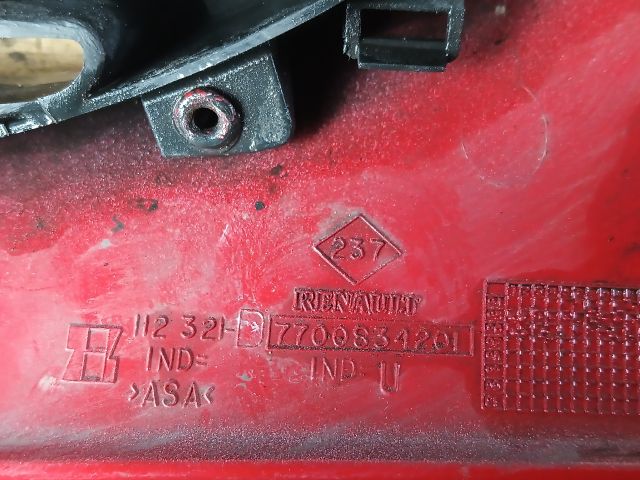 237
RENAULT
112 321-D 7700834201
IND= IND U
>ASA<